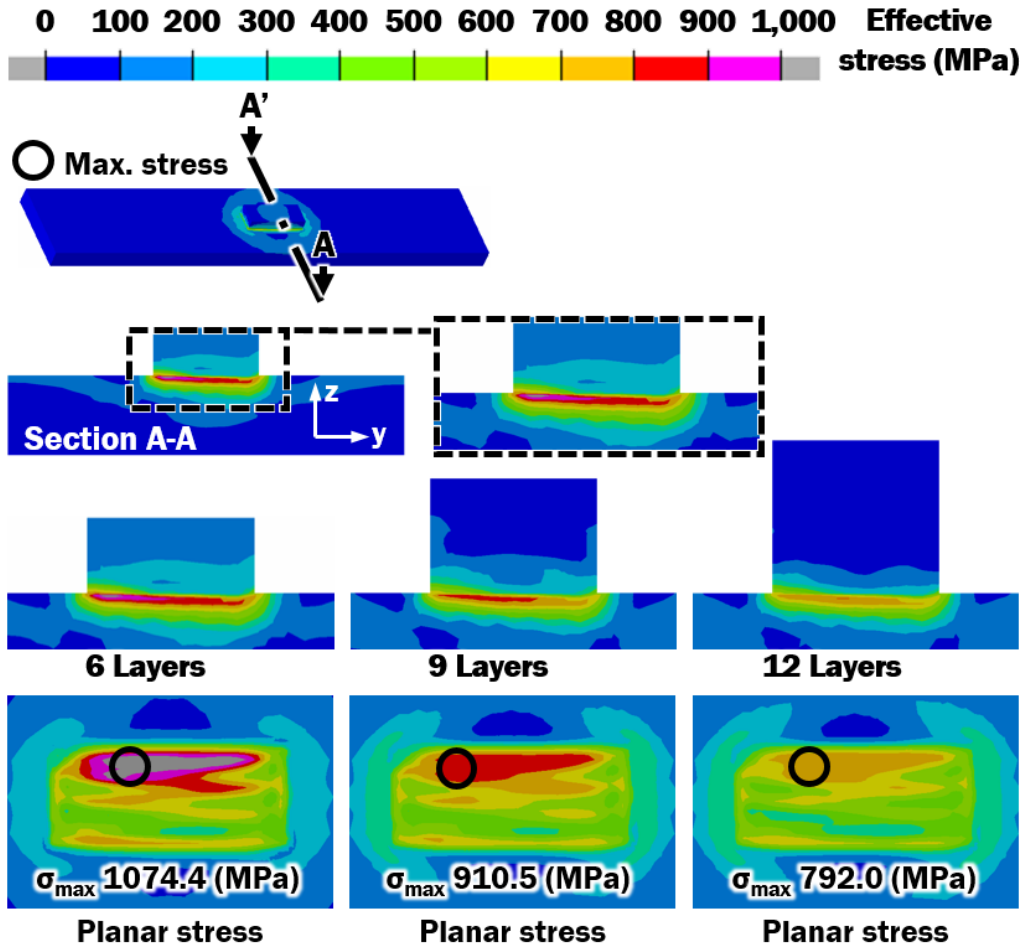 0 100 200 300 400 500 600 700 800 900 1,000 Effective
stress (MPa)
A’
Max. stress
A
z
y
Section A-A
6 Layers 9 Layers 12 Layers
σmax 1074.4 (MPa) σmax 910.5 (MPa) σmax 792.0 (MPa)
Planar stress Planar stress Planar stress